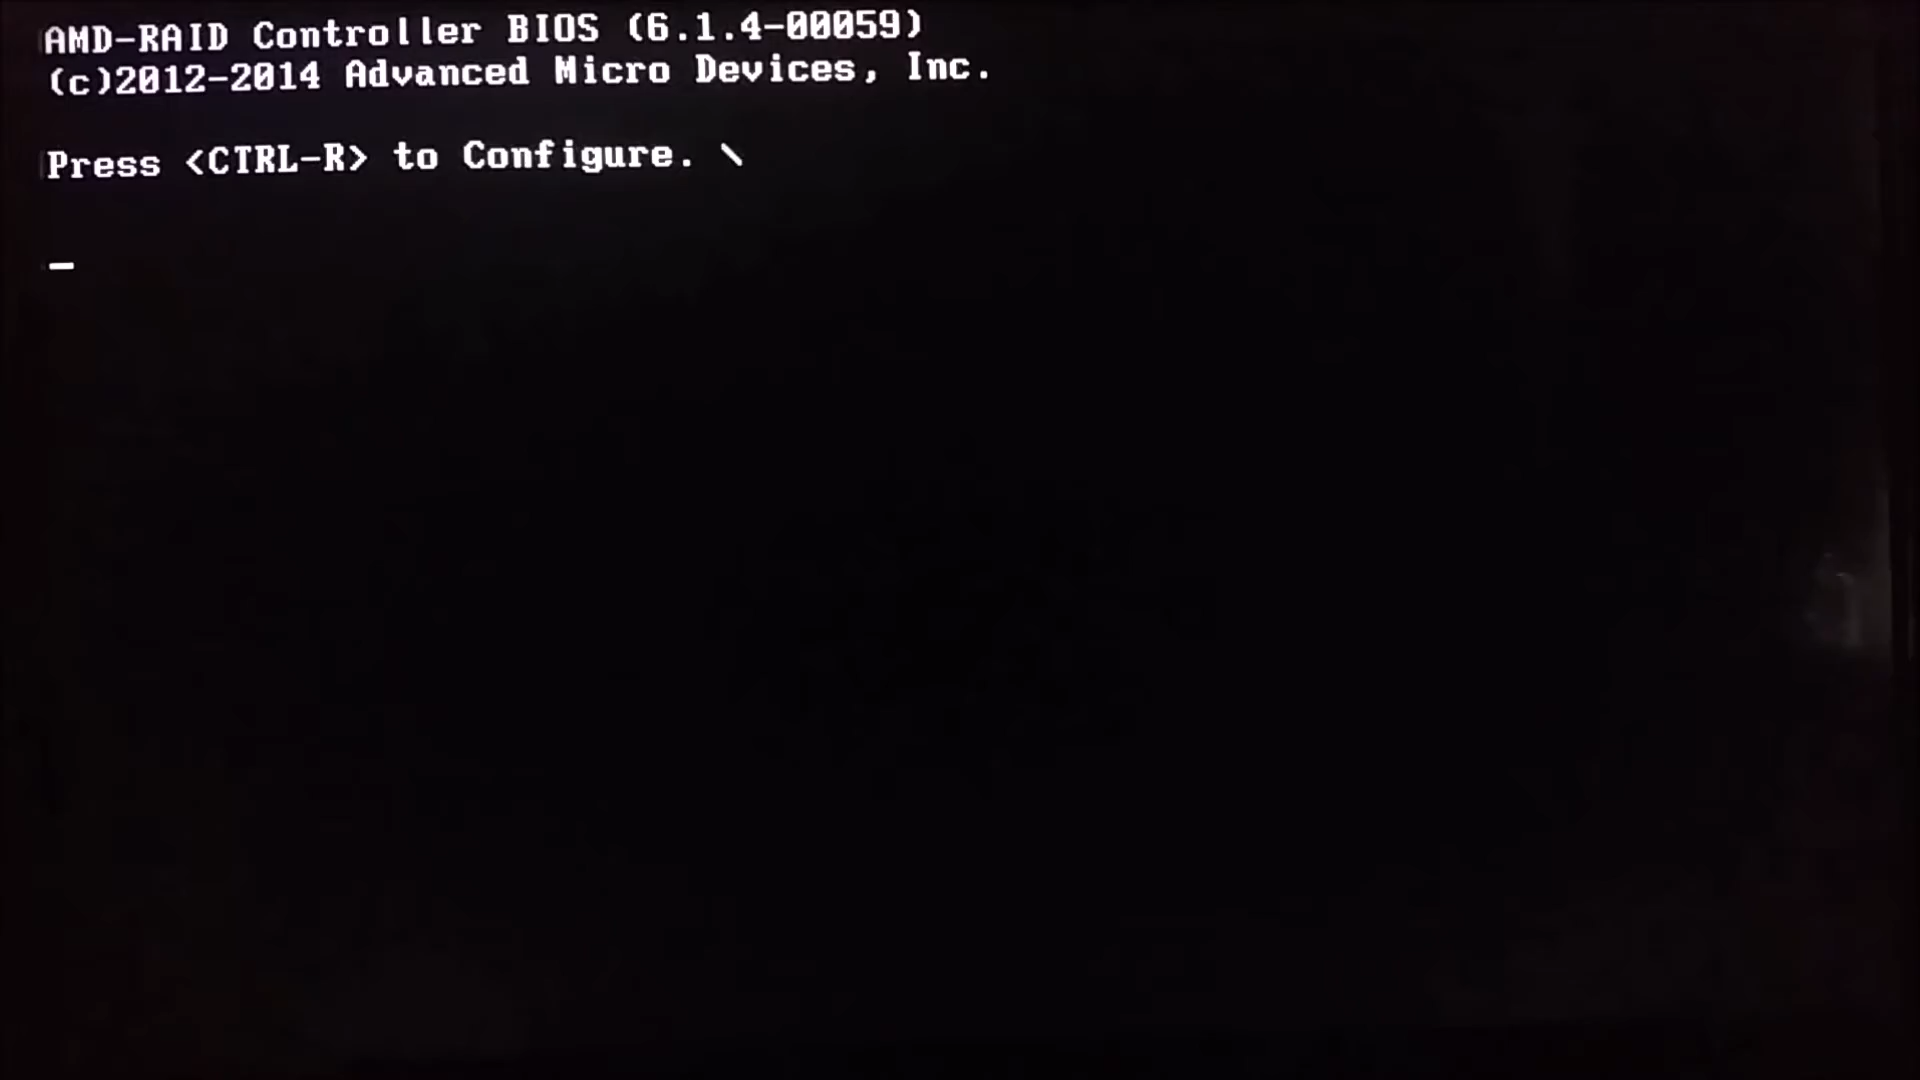 AMD-RAID Controller BIOS (6.1.4-00059)
(c)2012-2014 Advanced Micro Devices, Inc.
Press <CTRL-R> to Configure. \
_